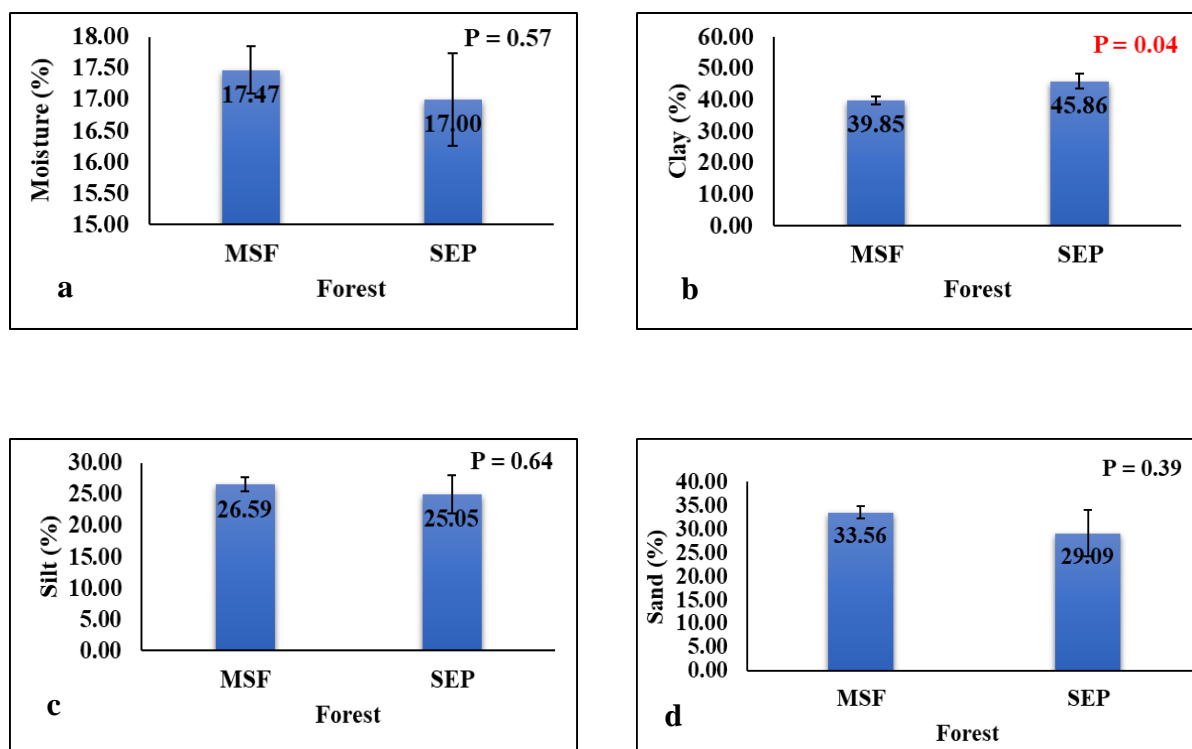 P = 0.57
Moisture (%)
18.00
17.50
17.00
16.50
16.00
15.50
15.00
17.47
17.00
MSF
SEP
Forest
a
P = 0.04
Clay (%)
60.00
50.00
40.00
30.00
20.00
10.00
0.00
39.85
45.86
MSF
SEP
Forest
b
P = 0.64
Silt (%)
30.00
25.00
20.00
15.00
10.00
5.00
0.00
26.59
25.05
MSF
SEP
Forest
c
P = 0.39
Sand (%)
40.00
35.00
30.00
25.00
20.00
15.00
10.00
5.00
0.00
33.56
29.09
MSF
SEP
Forest
d